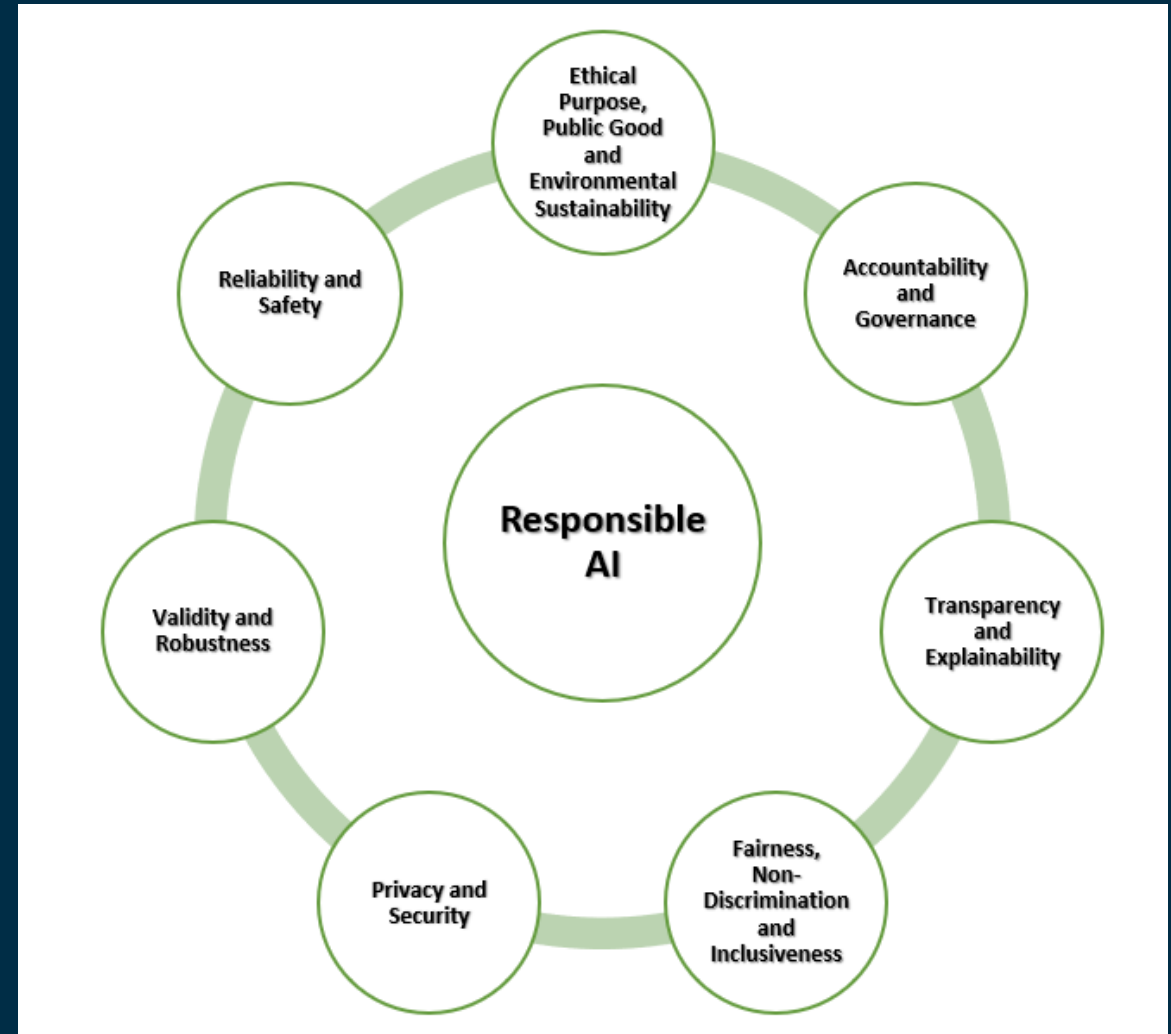 Ethical
Purpose,
Public Good
and
Environmental
Sustainability
Accountability
and
Governance
Transparency
and
Explainability
Fairness,
Non-
Discrimination
and
Inclusiveness
Privacy and
Security
Validity and
Robustness
Reliability and
Safety
Responsible
AI